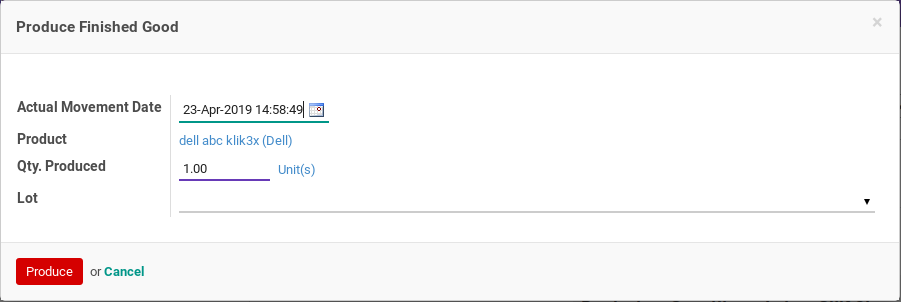 Produce Finished Good ×
Actual Movement Date 23-Apr-2019 14:58:49
Product dell abc klik3x (Dell)
Qty. Produced 1.00 Unit(s)
Lot
Produce or Cancel